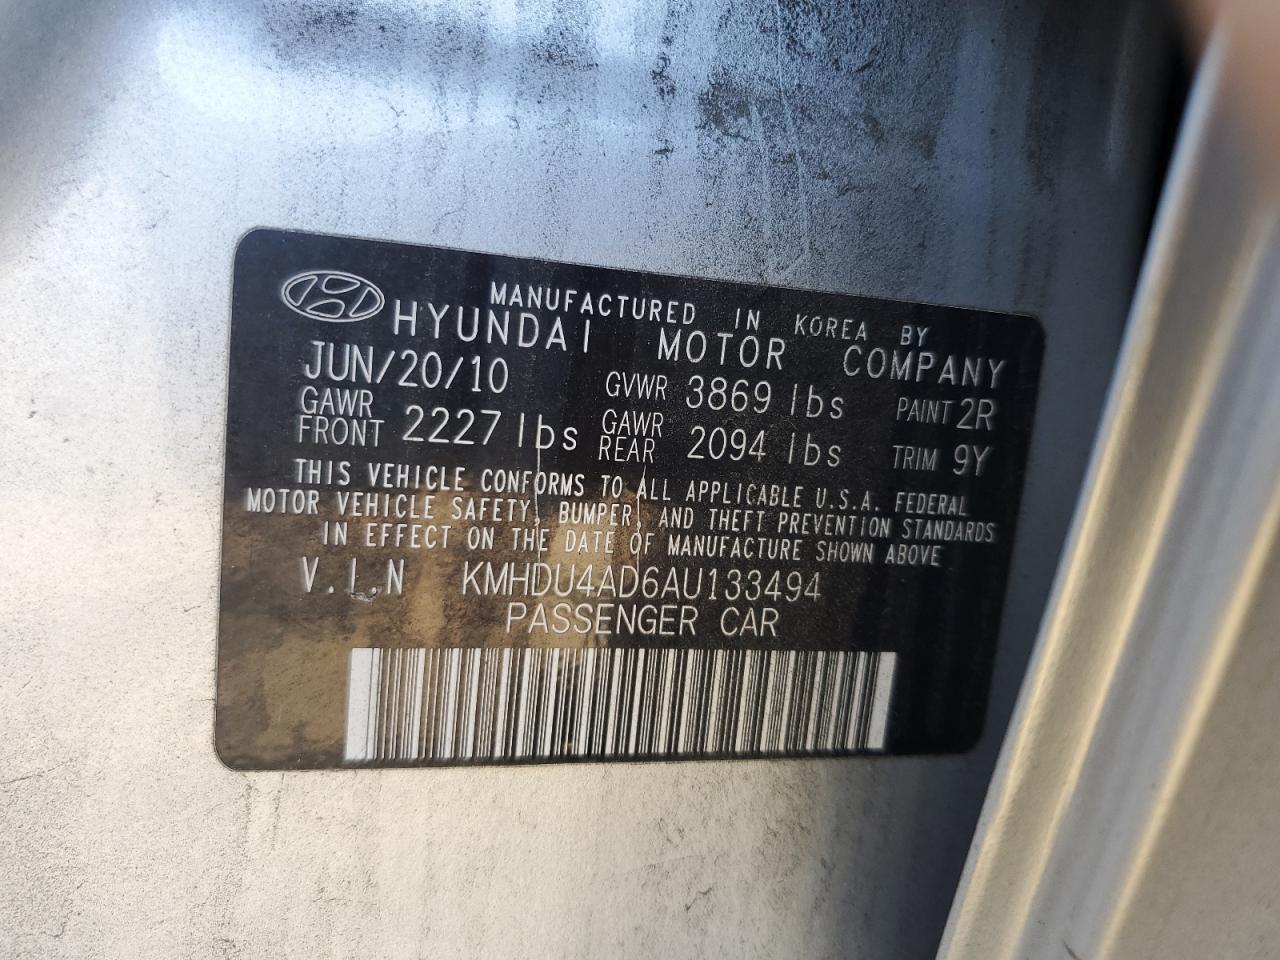 MANUFACTURED IN KOREA BY
HYUNDAI MOTOR COMPANY
JUN/20/10 GVWR 3869 lbs PAINT 2R
GAWR FRONT 2227 lbs GAWR REAR 2094 lbs TRIM 9Y
THIS VEHICLE CONFORMS TO ALL APPLICABLE U.S.A. FEDERAL
MOTOR VEHICLE SAFETY, BUMPER, AND THEFT PREVENTION STANDARDS
IN EFFECT ON THE DATE OF MANUFACTURE SHOWN ABOVE
V.I.N KMHDU4AD6AU133494
PASSENGER CAR